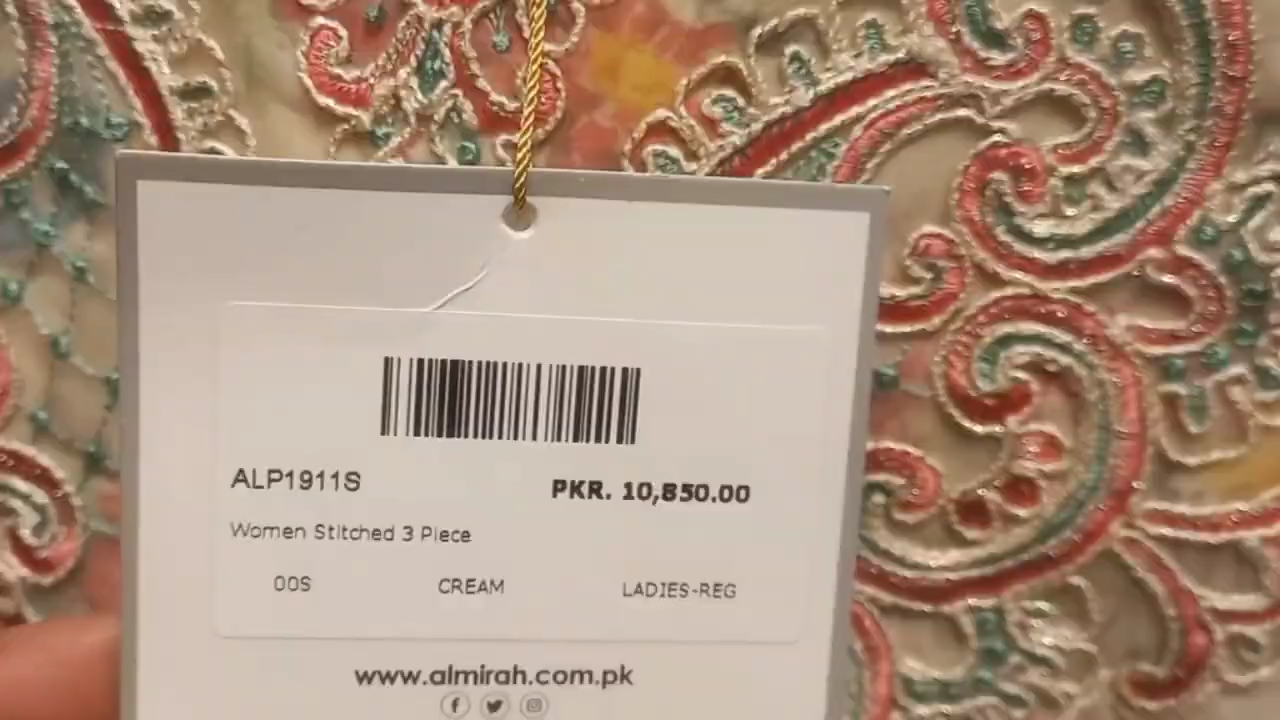 ALP1911S PKR. 10,850.00
Women Stitched 3 Piece
00S CREAM LADIES-REG
www.almirah.com.pk